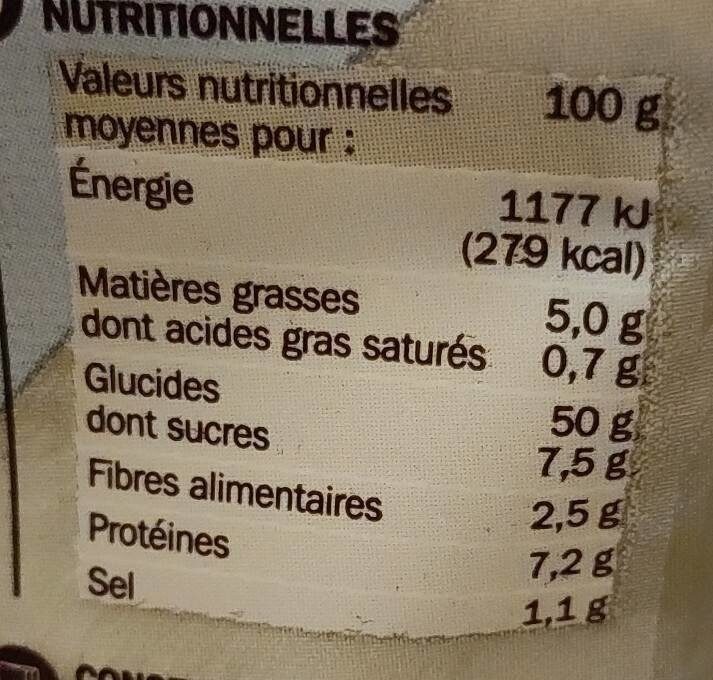 NUTRITIONNELLES
Valeurs nutritionnelles 100 g
moyennes pour :
Énergie 1177 kJ
(279 kcal)
Matières grasses 5,0 g
dont acides gras saturés 0,7 g
Glucides 50 g
dont sucres 7,5 g
Fibres alimentaires 2,5 g
Protéines 7,2 g
Sel 1,1 g